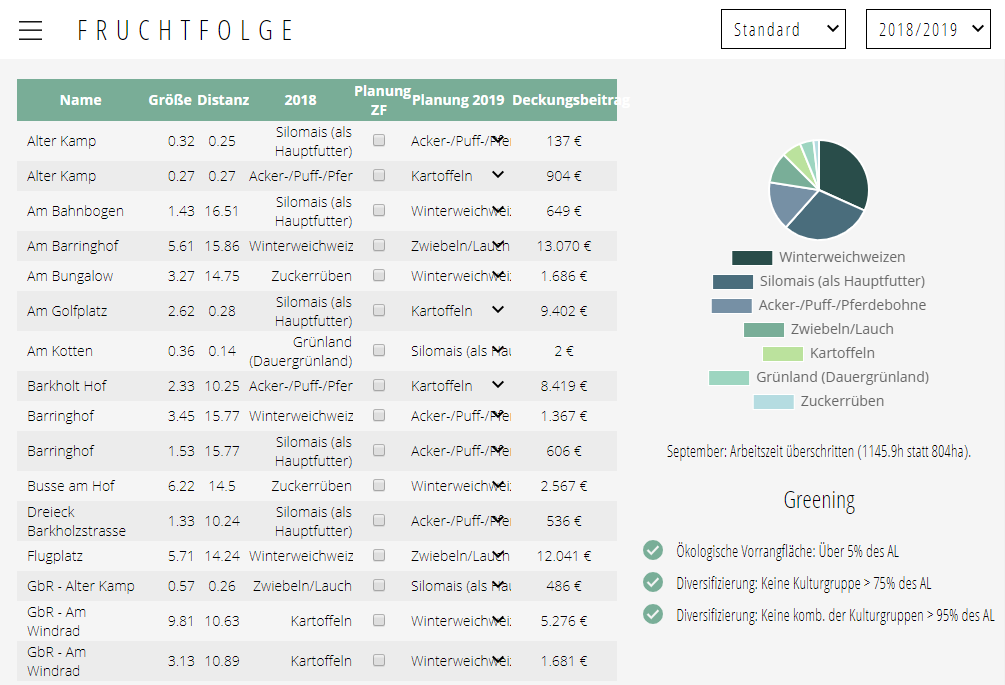 FRUCHTFOLGE
Standard
2018/2019
Name Größe Distanz 2018 Planung ZF Planung 2019 Deckungsbeitrag
Alter Kamp 0.32 0.25 Silomais (als Hauptfutter) Acker-/Puff-/Pfer 137 €
Alter Kamp 0.27 0.27 Acker-/Puff-/Pfer Kartoffeln 904 €
Am Bahnbogen 1.43 16.51 Silomais (als Hauptfutter) Winterweichweiz 649 €
Am Barringhof 5.61 15.86 Winterweichweiz Zwiebeln/Lauch 13.070 €
Am Bungalow 3.27 14.75 Zuckerrüben Winterweichweiz 1.686 €
Am Golfplatz 2.62 0.28 Silomais (als Hauptfutter) Kartoffeln 9.402 €
Am Kotten 0.36 0.14 Grünland (Dauergrünland) Silomais (als Hau 2 €
Barkholt Hof 2.33 10.25 Acker-/Puff-/Pfer Kartoffeln 8.419 €
Barringhof 3.45 15.77 Winterweichweiz Acker-/Puff-/Pfer 1.367 €
Barringhof 1.53 15.77 Silomais (als Hauptfutter) Acker-/Puff-/Pfer 606 €
Busse am Hof 6.22 14.5 Zuckerrüben Winterweichweiz 2.567 €
Dreieck Barkholzstrasse 1.33 10.24 Silomais (als Hauptfutter) Acker-/Puff-/Pfer 536 €
Flugplatz 5.71 14.24 Winterweichweiz Zwiebeln/Lauch 12.041 €
GbR - Alter Kamp 0.57 0.26 Zwiebeln/Lauch Silomais (als Hau 486 €
GbR - Am Windrad 9.81 10.63 Kartoffeln Winterweichweiz 5.276 €
GbR - Am Windrad 3.13 10.89 Kartoffeln Winterweichweiz 1.681 €
Winterweichweizen
Silomais (als Hauptfutter)
Acker-/Puff-/Pferdebohne
Zwiebeln/Lauch
Kartoffeln
Grünland (Dauergrünland)
Zuckerrüben
September: Arbeitszeit überschritten (1145.9h statt 804ha).
Greening
Ökologische Vorrangfläche: Über 5% des AL
Diversifizierung: Keine Kulturgruppe > 75% des AL
Diversifizierung: Keine komb. der Kulturgruppen > 95% des AL